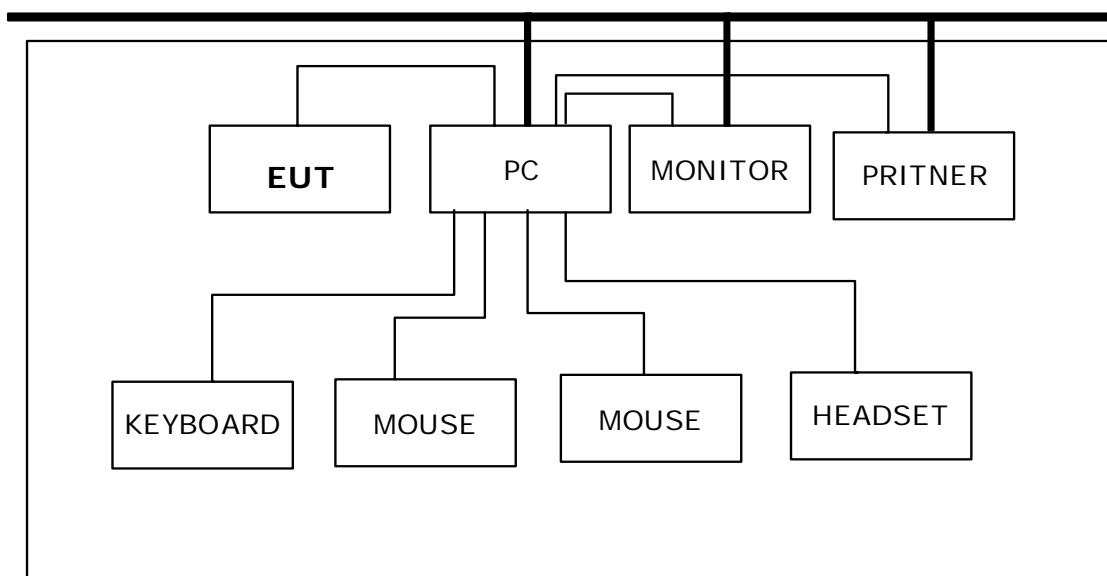 EUT
PC
MONITOR
PRITNER
KEYBOARD
MOUSE
MOUSE
HEADSET